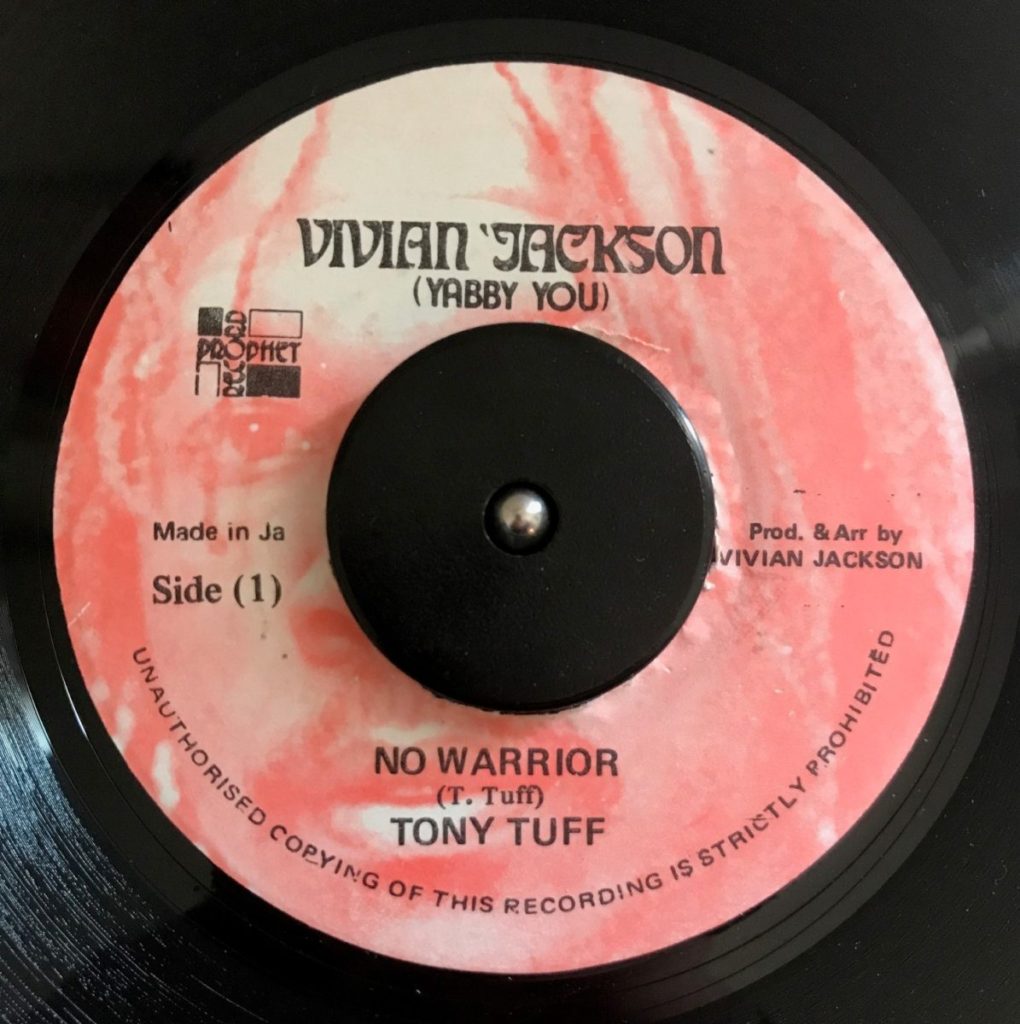 VIVIAN JACKSON
(YABBY YOU)
PROPHET
RECORD
Made in Ja
Side (1)
Prod. & Arr by
VIVIAN JACKSON
NO WARRIOR
(T. Tuff)
TONY TUFF
UNAUTHORISED COPYING OF THIS RECORDING IS STRICTLY PROHIBITED